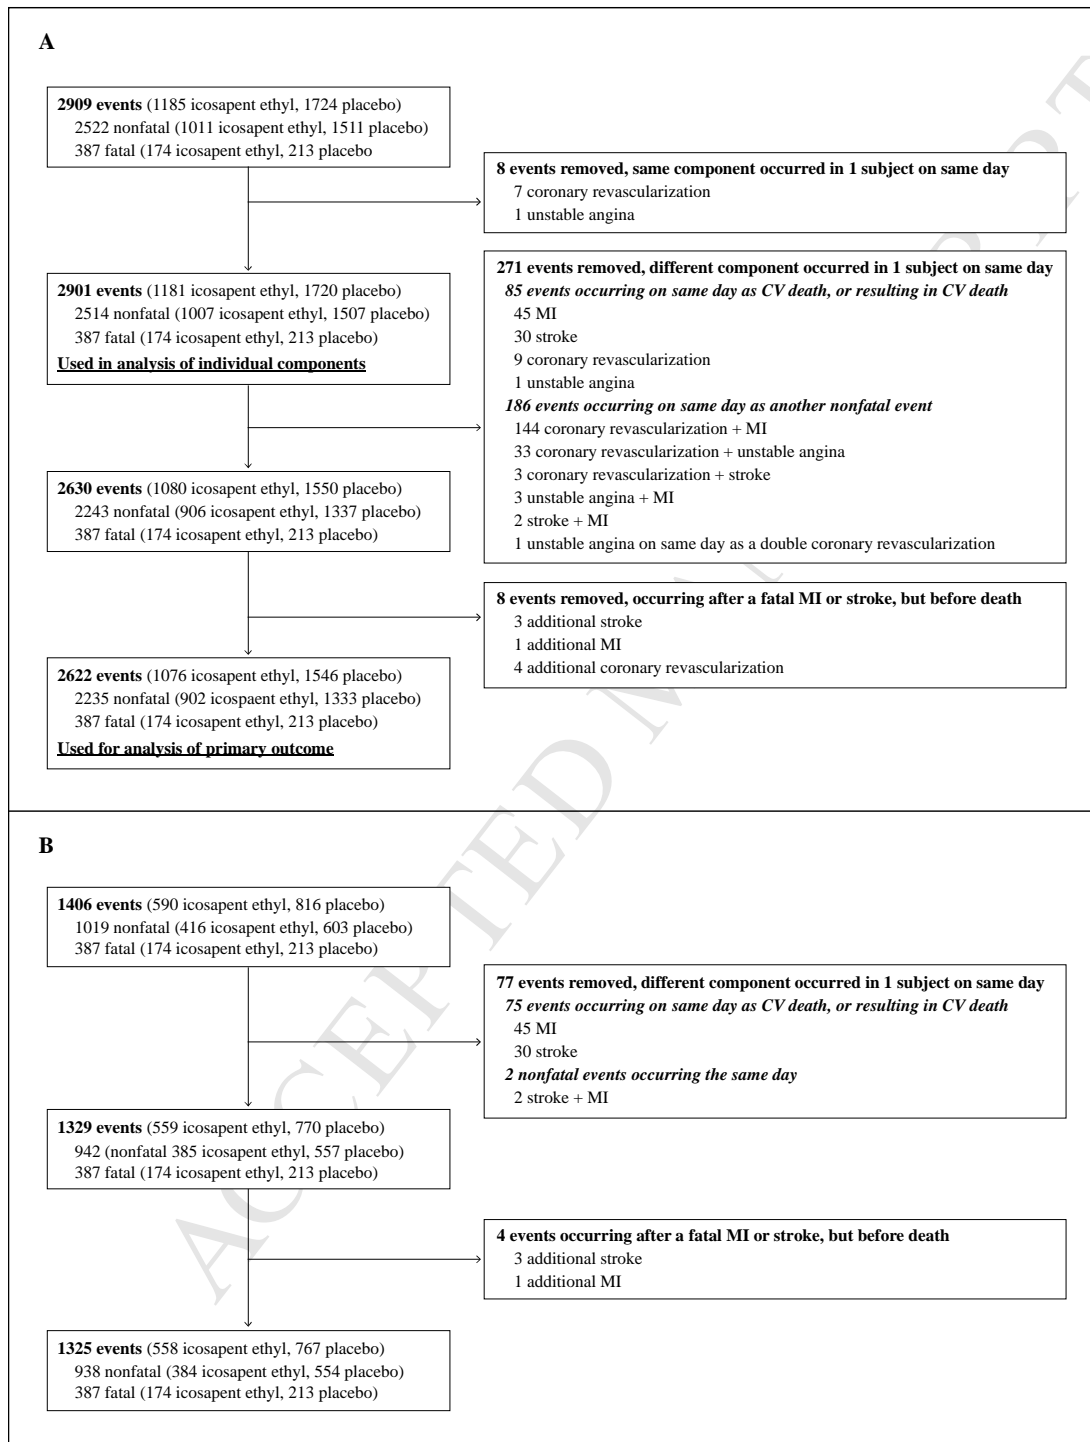 A
2909 events (1185 icosapent ethyl, 1724 placebo)
2522 nonfatal (1011 icosapent ethyl, 1511 placebo)
387 fatal (174 icosapent ethyl, 213 placebo
8 events removed, same component occurred in 1 subject on same day
7 coronary revascularization
1 unstable angina
2901 events (1181 icosapent ethyl, 1720 placebo)
2514 nonfatal (1007 icosapent ethyl, 1507 placebo)
387 fatal (174 icosapent ethyl, 213 placebo)
Used in analysis of individual components
271 events removed, different component occurred in 1 subject on same day
85 events occurring on same day as CV death, or resulting in CV death
45 MI
30 stroke
9 coronary revascularization
1 unstable angina
186 events occurring on same day as another nonfatal event
144 coronary revascularization + MI
33 coronary revascularization + unstable angina
3 coronary revascularization + stroke
3 unstable angina + MI
2 stroke + MI
1 unstable angina on same day as a double coronary revascularization
2630 events (1080 icosapent ethyl, 1550 placebo)
2243 nonfatal (906 icosapent ethyl, 1337 placebo)
387 fatal (174 icosapent ethyl, 213 placebo)
8 events removed, occurring after a fatal MI or stroke, but before death
3 additional stroke
1 additional MI
4 additional coronary revascularization
2622 events (1076 icosapent ethyl, 1546 placebo)
2235 nonfatal (902 icospaent ethyl, 1333 placebo)
387 fatal (174 icosapent ethyl, 213 placebo)
Used for analysis of primary outcome
B
1406 events (590 icosapent ethyl, 816 placebo)
1019 nonfatal (416 icosapent ethyl, 603 placebo)
387 fatal (174 icosapent ethyl, 213 placebo)
77 events removed, different component occurred in 1 subject on same day
75 events occurring on same day as CV death, or resulting in CV death
45 MI
30 stroke
2 nonfatal events occurring the same day
2 stroke + MI
1329 events (559 icosapent ethyl, 770 placebo)
942 (nonfatal 385 icosapent ethyl, 557 placebo)
387 fatal (174 icosapent ethyl, 213 placebo)
4 events occurring after a fatal MI or stroke, but before death
3 additional stroke
1 additional MI
1325 events (558 icosapent ethyl, 767 placebo)
938 nonfatal (384 icosapent ethyl, 554 placebo)
387 fatal (174 icosapent ethyl, 213 placebo)